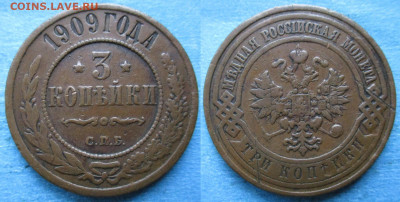 COINS.LAVE.RU
1909 ГОДА
3
КОПѢЙКИ
С.П.Б.
МѢДНАЯ РОССІЙСКАЯ МОНЕТА
ТРИ КОПѢЙКИ